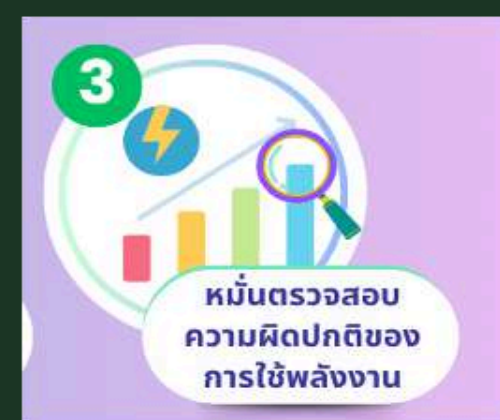 3
หมั่นตรวจสอบ
ความผิดปกติของ
การใช้พลังงาน